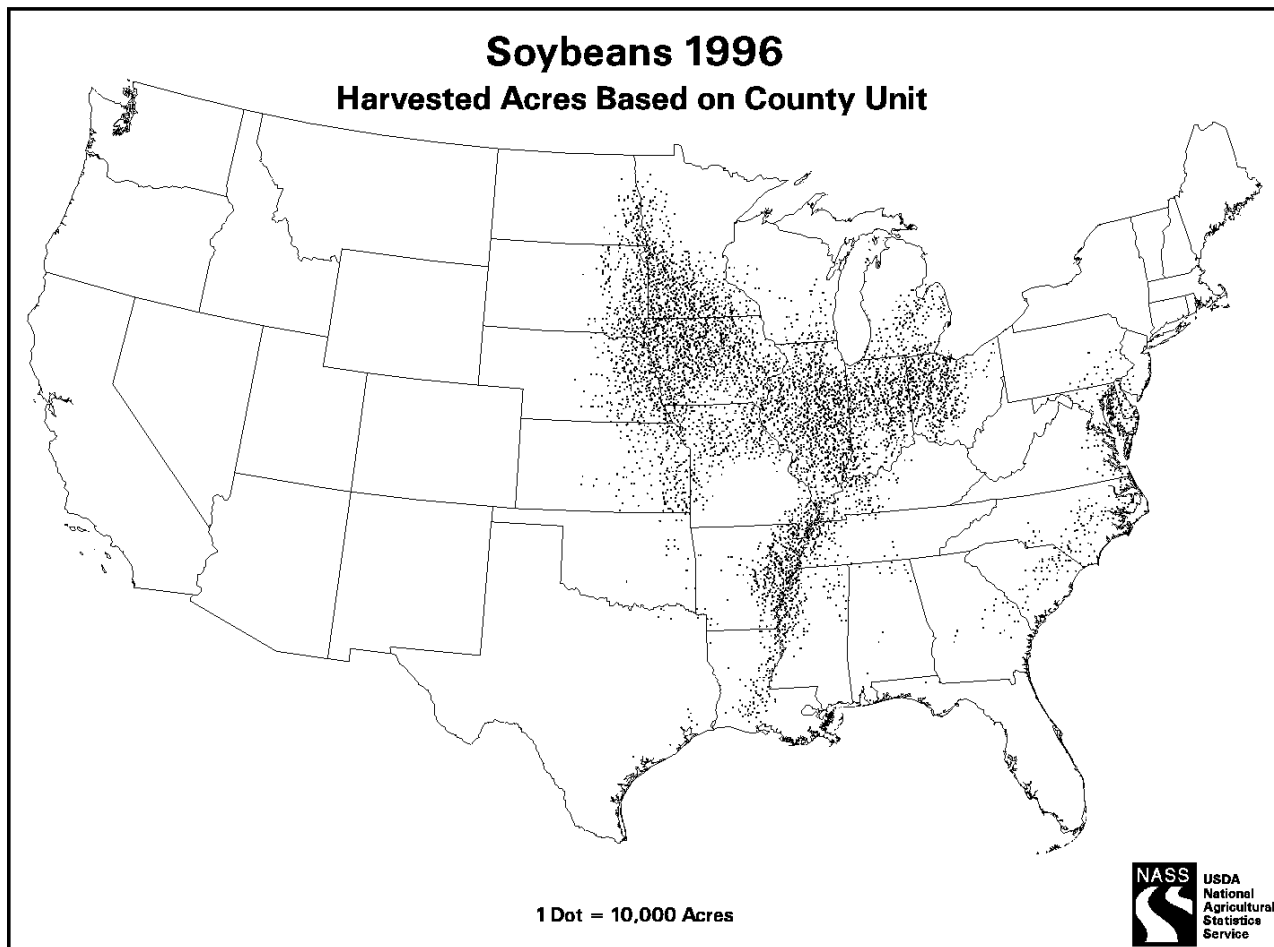 Soybeans 1996
Harvested Acres Based on County Unit
1 Dot = 10,000 Acres
NASS
USDA
National
Agricultural
Statistics
Service